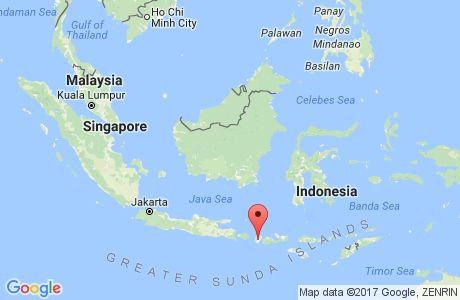 ndaman Sea
Gulf of
Thailand
Ho Chi
Minh City
Panay
Negros
Palawan
Mindanao
Basilan
Malaysia
Kuala Lumpur
Celebes Sea
Singapore
Indonesia
Java Sea
Banda Sea
Jakarta
GREATER SUNDA ISLANDS
Timor Sea
Google
Map data ©2017 Google, ZENRIN